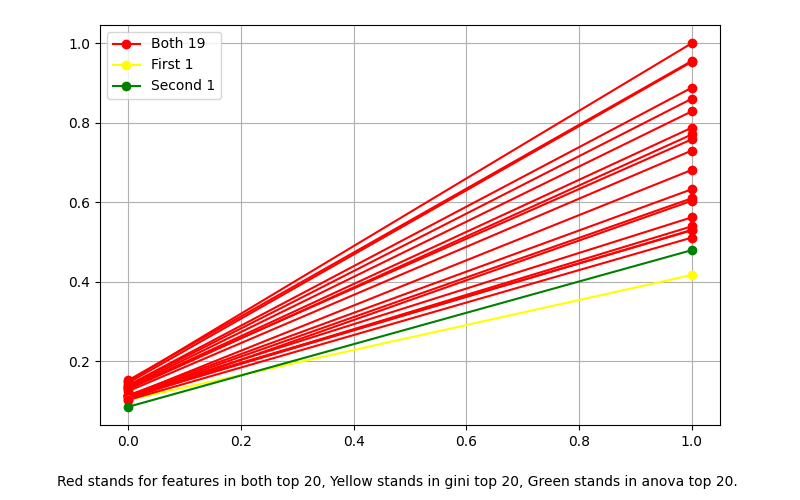 Both 19
First 1
Second 1
1.0
0.8
0.6
0.4
0.2
0.0 0.2 0.4 0.6 0.8 1.0
Red stands for features in both top 20, Yellow stands in gini top 20, Green stands in anova top 20.